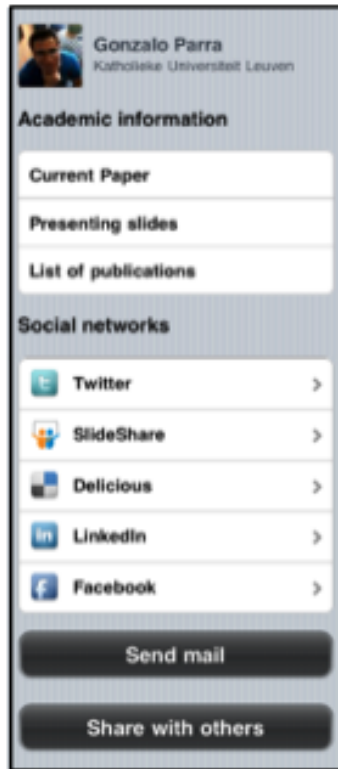 Gonzalo Parra
Katholieke Universiteit Leuven
Academic information
Current Paper
Presenting slides
List of publications
Social networks
Twitter
SlideShare
Delicious
LinkedIn
Facebook
Send mail
Share with others